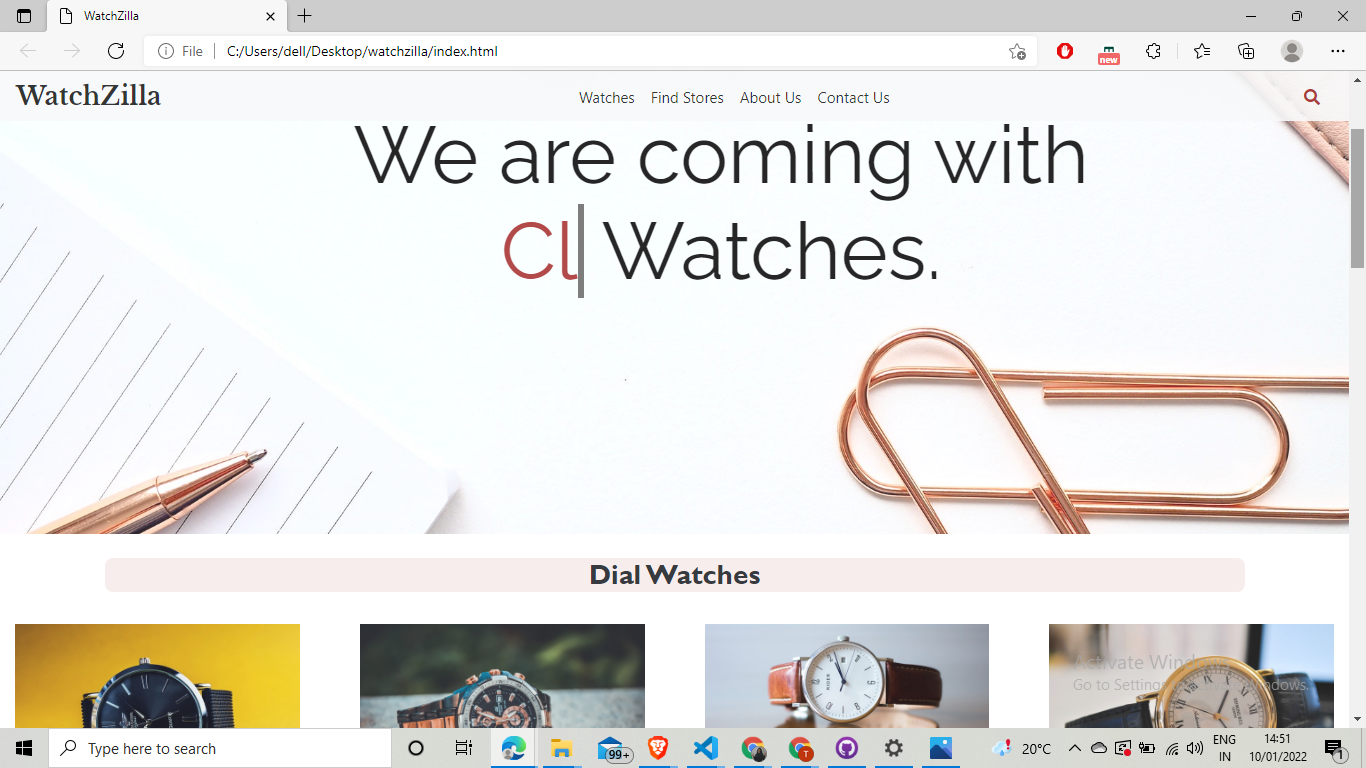 WatchZilla
File
C:/Users/dell/Desktop/watchzilla/index.html
new
WatchZilla
Watches
Find Stores
About Us
Contact Us
We are coming with
Cl Watches.
Dial Watches
Activate Windows
Go to Settings windows.
Type here to search
99+
T
20°C
ENG
IN
14:51
10/01/2022
1